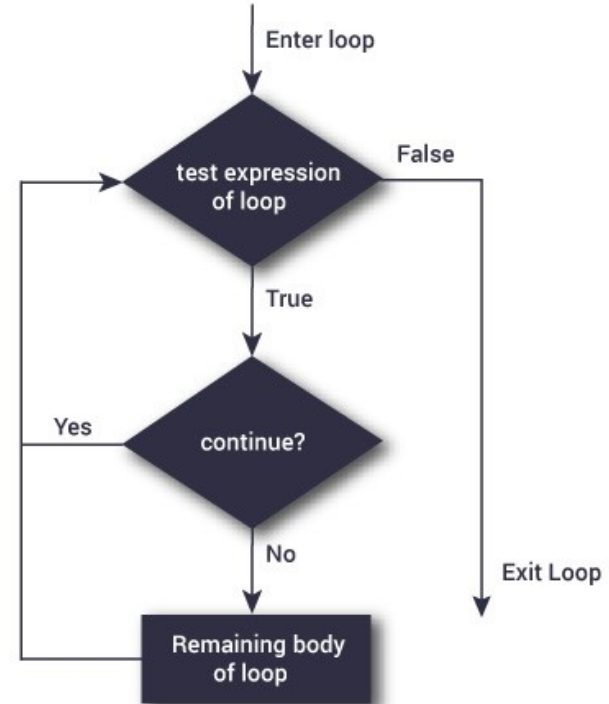 Enter loop
test expression
of loop
False
True
Yes
continue?
No
Exit Loop
Remaining body
of loop